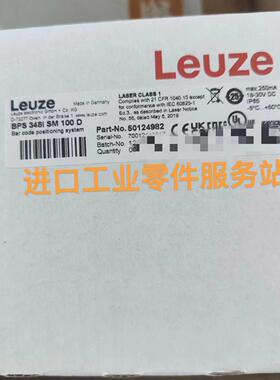 Leuze
Leuze
Made in Germany
Leuze electronic GmbH + Co. KG
In der Braike 1, www.leuze.com
BPS 348i SM 100 D
Bar code positioning system
LASER CLASS 1
Complies with 21 CFR 1040.10 except
for conformance with IEC 60825-1
Ed.3., as described in Laser Notice
No. 56, dated May 8, 2019
max.250mA
18-30V DC
IP65
-5°C...+50°C
Part-No. 50124982
Serial-No.
Batch-No.
Quantity
进口工业零件服务站